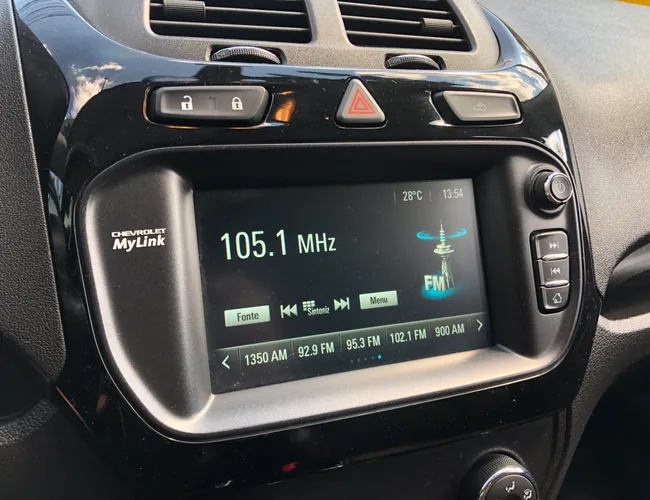 28°C 13:54
CHEVROLET
MyLink
105.1 MHz
FM
Fonte Sintoniz Menu
1350 AM 92.9 FM 95.3 FM 102.1 FM 900 AM